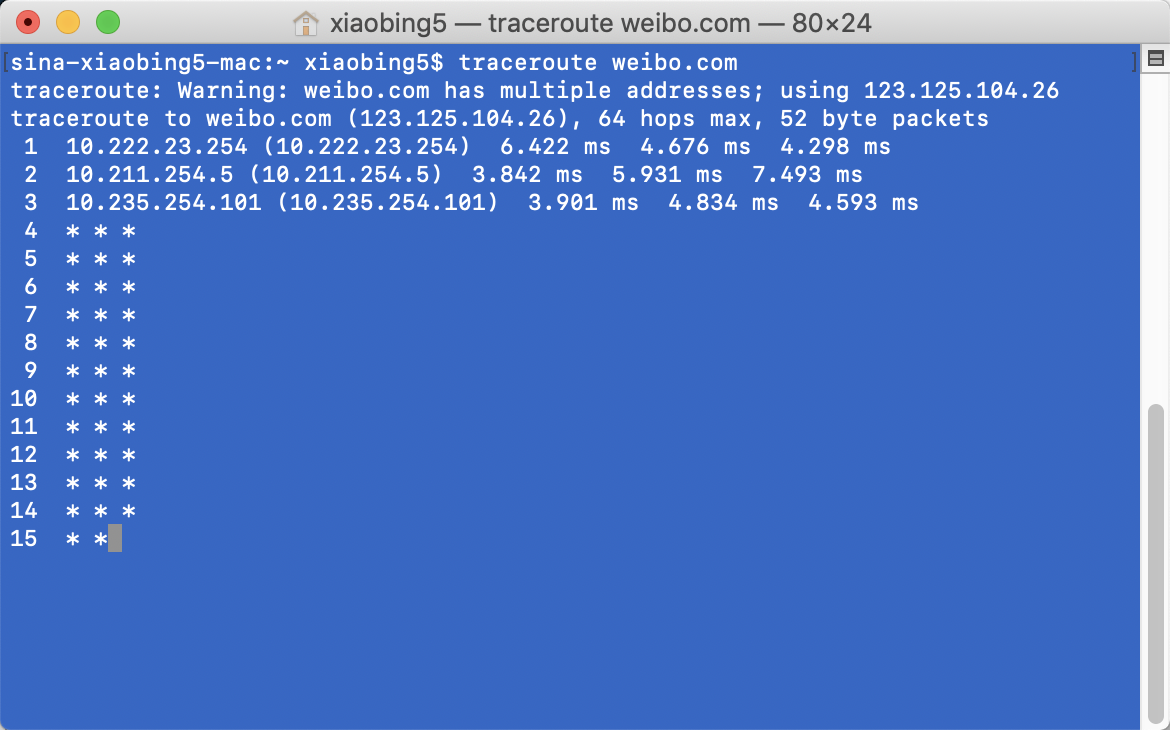 xiaobing5 — traceroute weibo.com — 80×24
[sina-xiaobing5-mac:~ xiaobing5$ traceroute weibo.com ]
traceroute: Warning: weibo.com has multiple addresses; using 123.125.104.26
traceroute to weibo.com (123.125.104.26), 64 hops max, 52 byte packets
 1  10.222.23.254 (10.222.23.254)  6.422 ms  4.676 ms  4.298 ms
 2  10.211.254.5 (10.211.254.5)  3.842 ms  5.931 ms  7.493 ms
 3  10.235.254.101 (10.235.254.101)  3.901 ms  4.834 ms  4.593 ms
 4  * * *
 5  * * *
 6  * * *
 7  * * *
 8  * * *
 9  * * *
10  * * *
11  * * *
12  * * *
13  * * *
14  * * *
15  * *